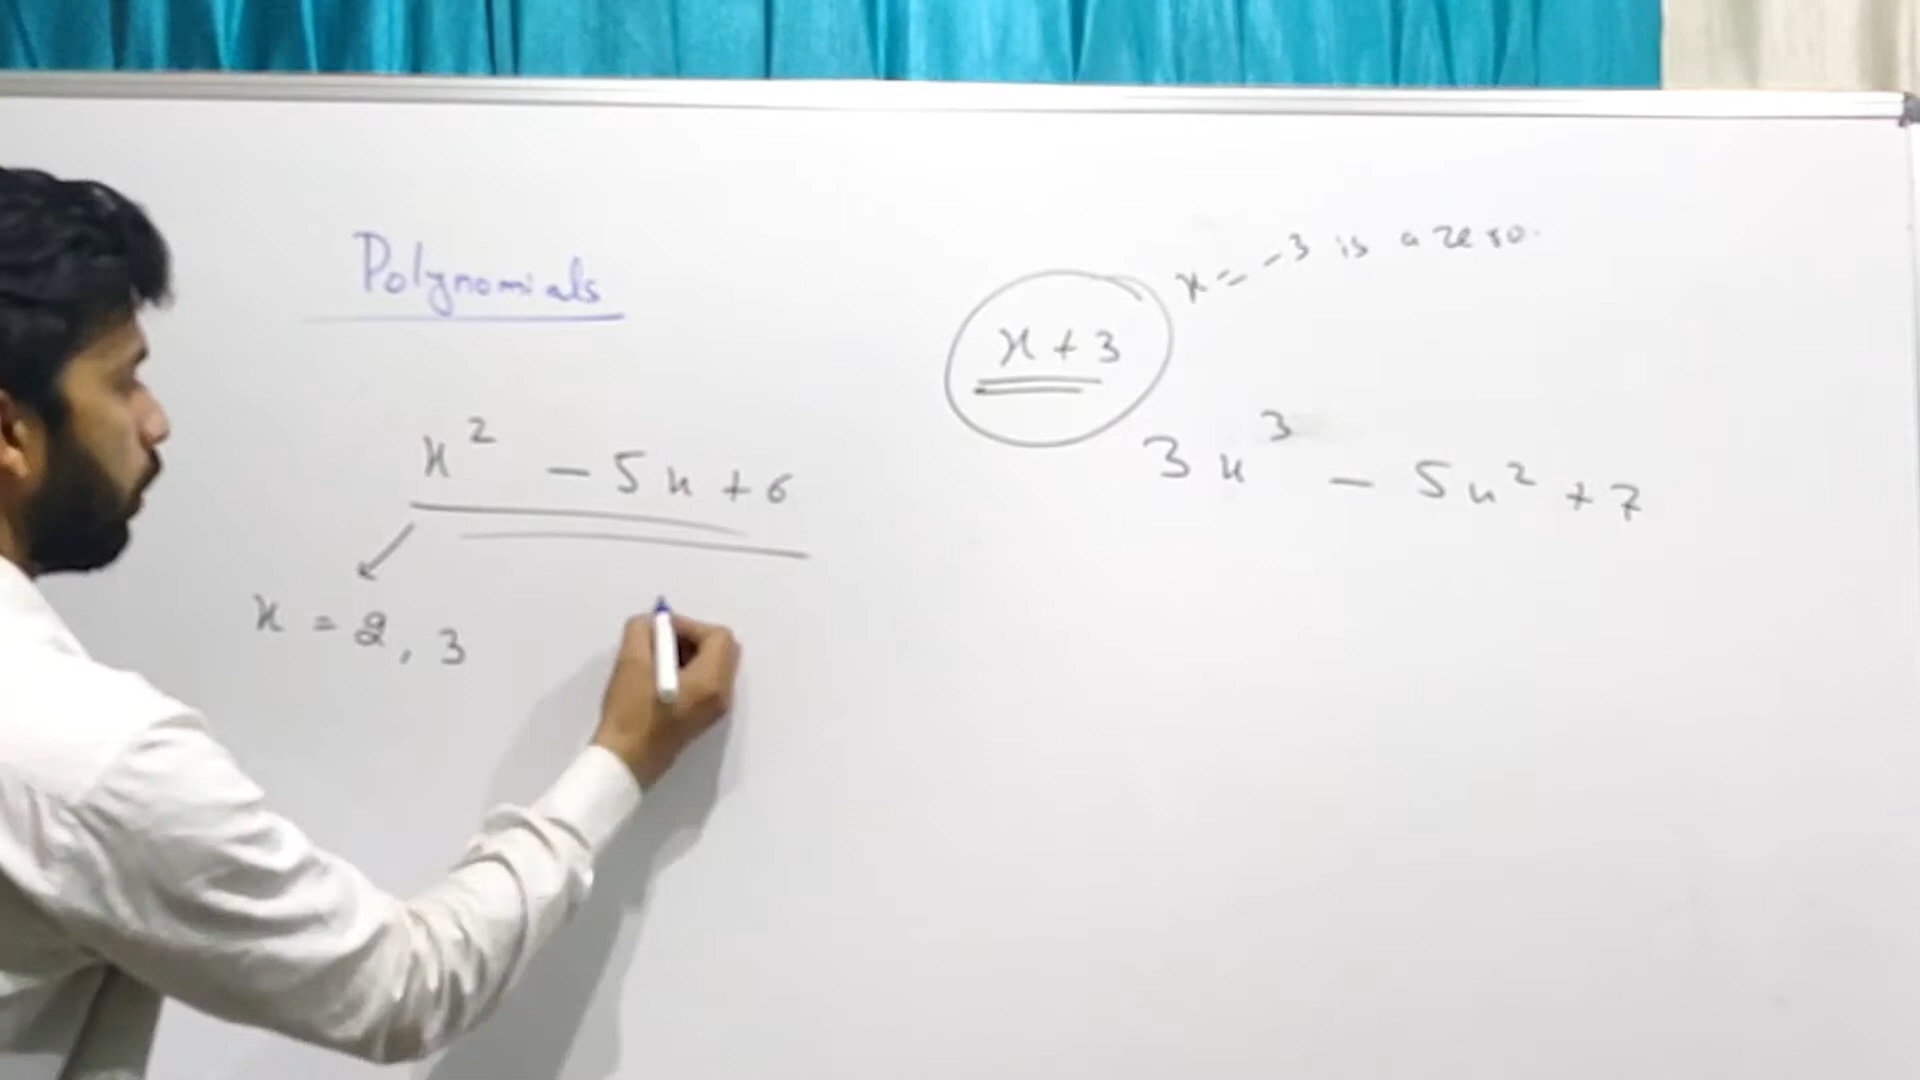 Polynomials
x² - 5x + 6
x = 2, 3
x = -3 is a zero.
x + 3
3x³ - 5x² + 7